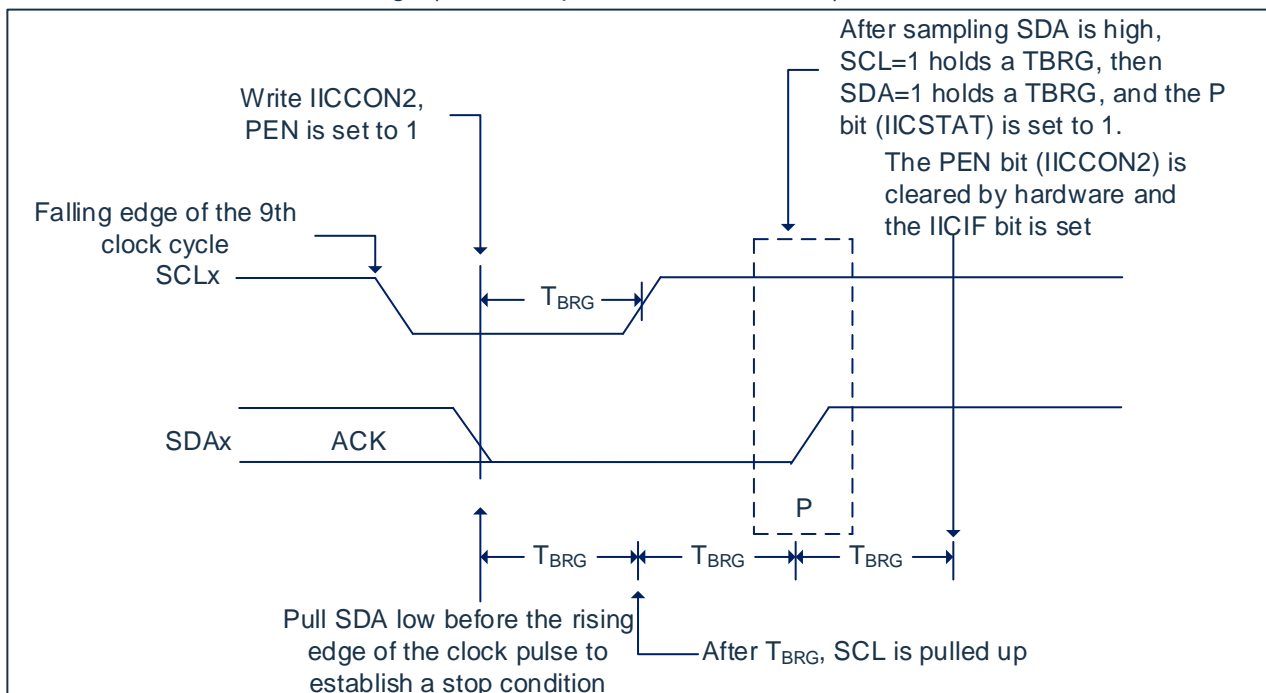 After sampling SDA is high,
SCL=1 holds a TBRG, then
SDA=1 holds a TBRG, and the P
bit (IICSTAT) is set to 1.
Write IICCON2,
PEN is set to 1
The PEN bit (IICCON2) is
cleared by hardware and
the IICIF bit is set
Falling edge of the 9th
clock cycle
SCLx
TBRG
SDAx
ACK
P
TBRG
TBRG
TBRG
Pull SDA low before the rising
edge of the clock pulse to
establish a stop condition
After TBRG, SCL is pulled up